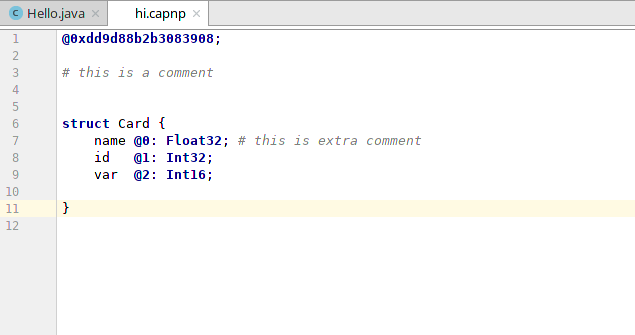 C Hello.java × hi.capnp ×
1 @0xdd9d88b2b3083908;
2
3 # this is a comment
4
5
6 struct Card {
7 name @0: Float32; # this is extra comment
8 id @1: Int32;
9 var @2: Int16;
10
11 }
12